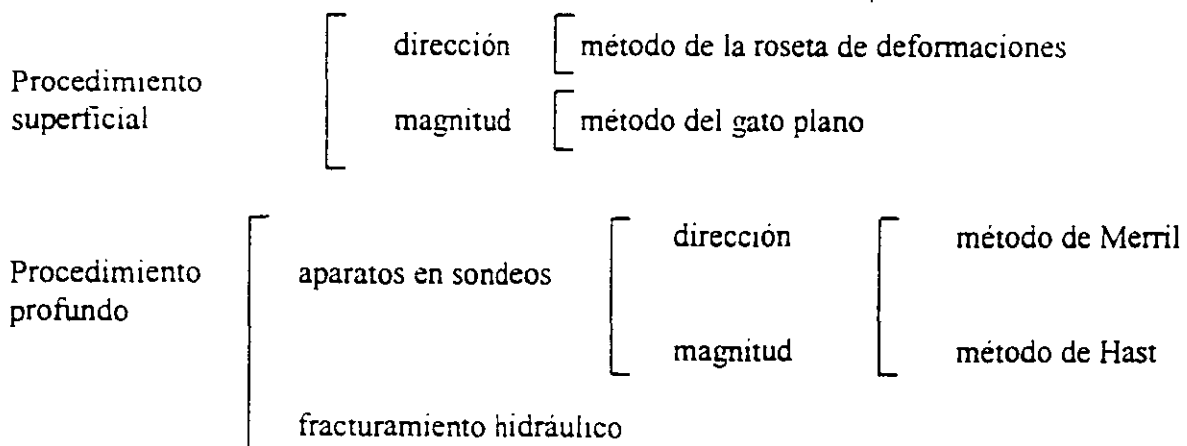 dirección método de la roseta de deformaciones
Procedimiento
superficial
magnitud método del gato plano
dirección método de Merril
Procedimiento aparatos en sondeos
profundo
magnitud método de Hast
fracturamiento hidráulico